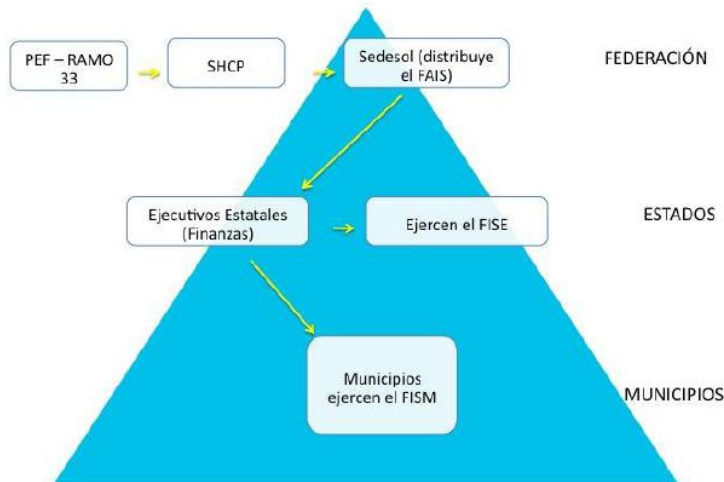 PEF – RAMO
33
SHCP
Sedesol (distribuye
el FAIS)
FEDERACIÓN
Ejecutivos Estatales
(Finanzas)
Ejercen el FISE
ESTADOS
Municipios
ejercen el FISM
MUNICIPIOS